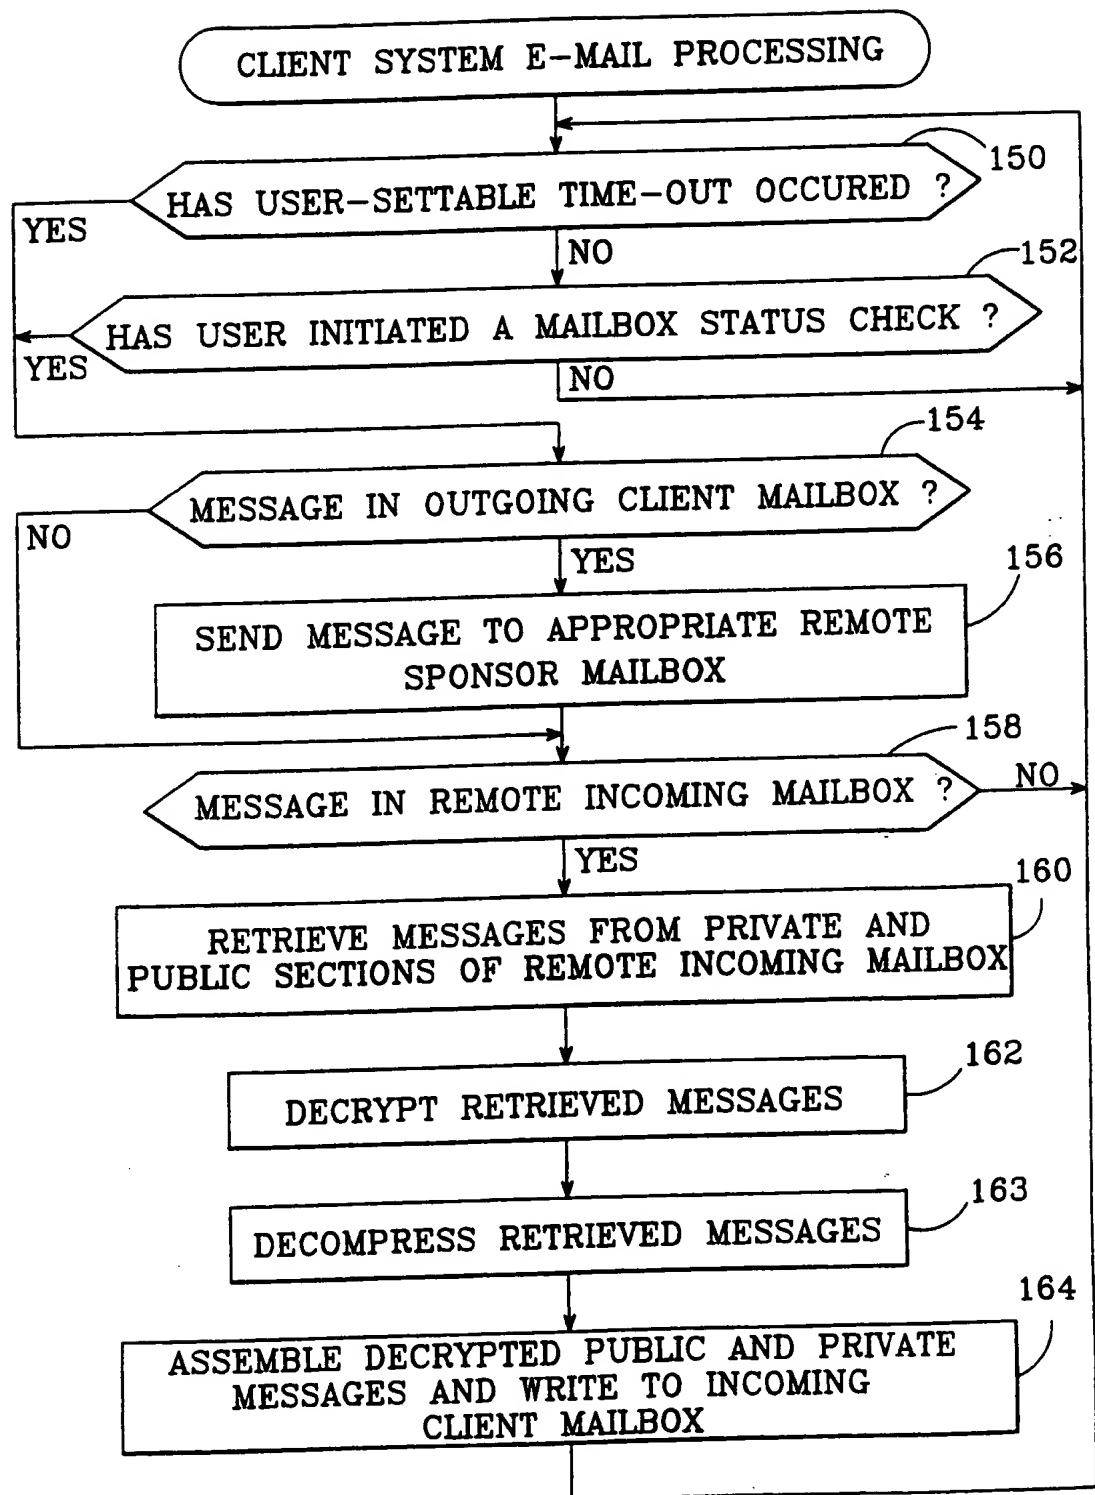 CLIENT SYSTEM E-MAIL PROCESSING
150
HAS USER-SETTABLE TIME-OUT OCCURED ?
YES
NO
152
HAS USER INITIATED A MAILBOX STATUS CHECK ?
YES
NO
154
MESSAGE IN OUTGOING CLIENT MAILBOX ?
NO
YES
156
SEND MESSAGE TO APPROPRIATE REMOTE
SPONSOR MAILBOX
158
MESSAGE IN REMOTE INCOMING MAILBOX ?
NO
YES
160
RETRIEVE MESSAGES FROM PRIVATE AND
PUBLIC SECTIONS OF REMOTE INCOMING MAILBOX
162
DECRYPT RETRIEVED MESSAGES
163
DECOMPRESS RETRIEVED MESSAGES
164
ASSEMBLE DECRYPTED PUBLIC AND PRIVATE
MESSAGES AND WRITE TO INCOMING
CLIENT MAILBOX